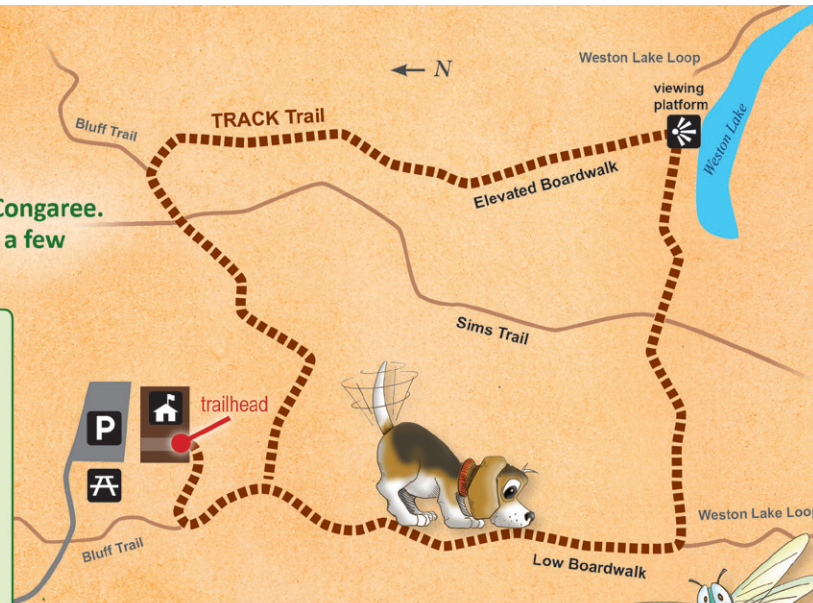 Weston Lake Loop
N
viewing
platform
TRACK Trail
Bluff Trail
Weston Lake
Elevated Boardwalk
Congaree.
a few
Sims Trail
trailhead
P
Weston Lake Loop
Bluff Trail
Low Boardwalk